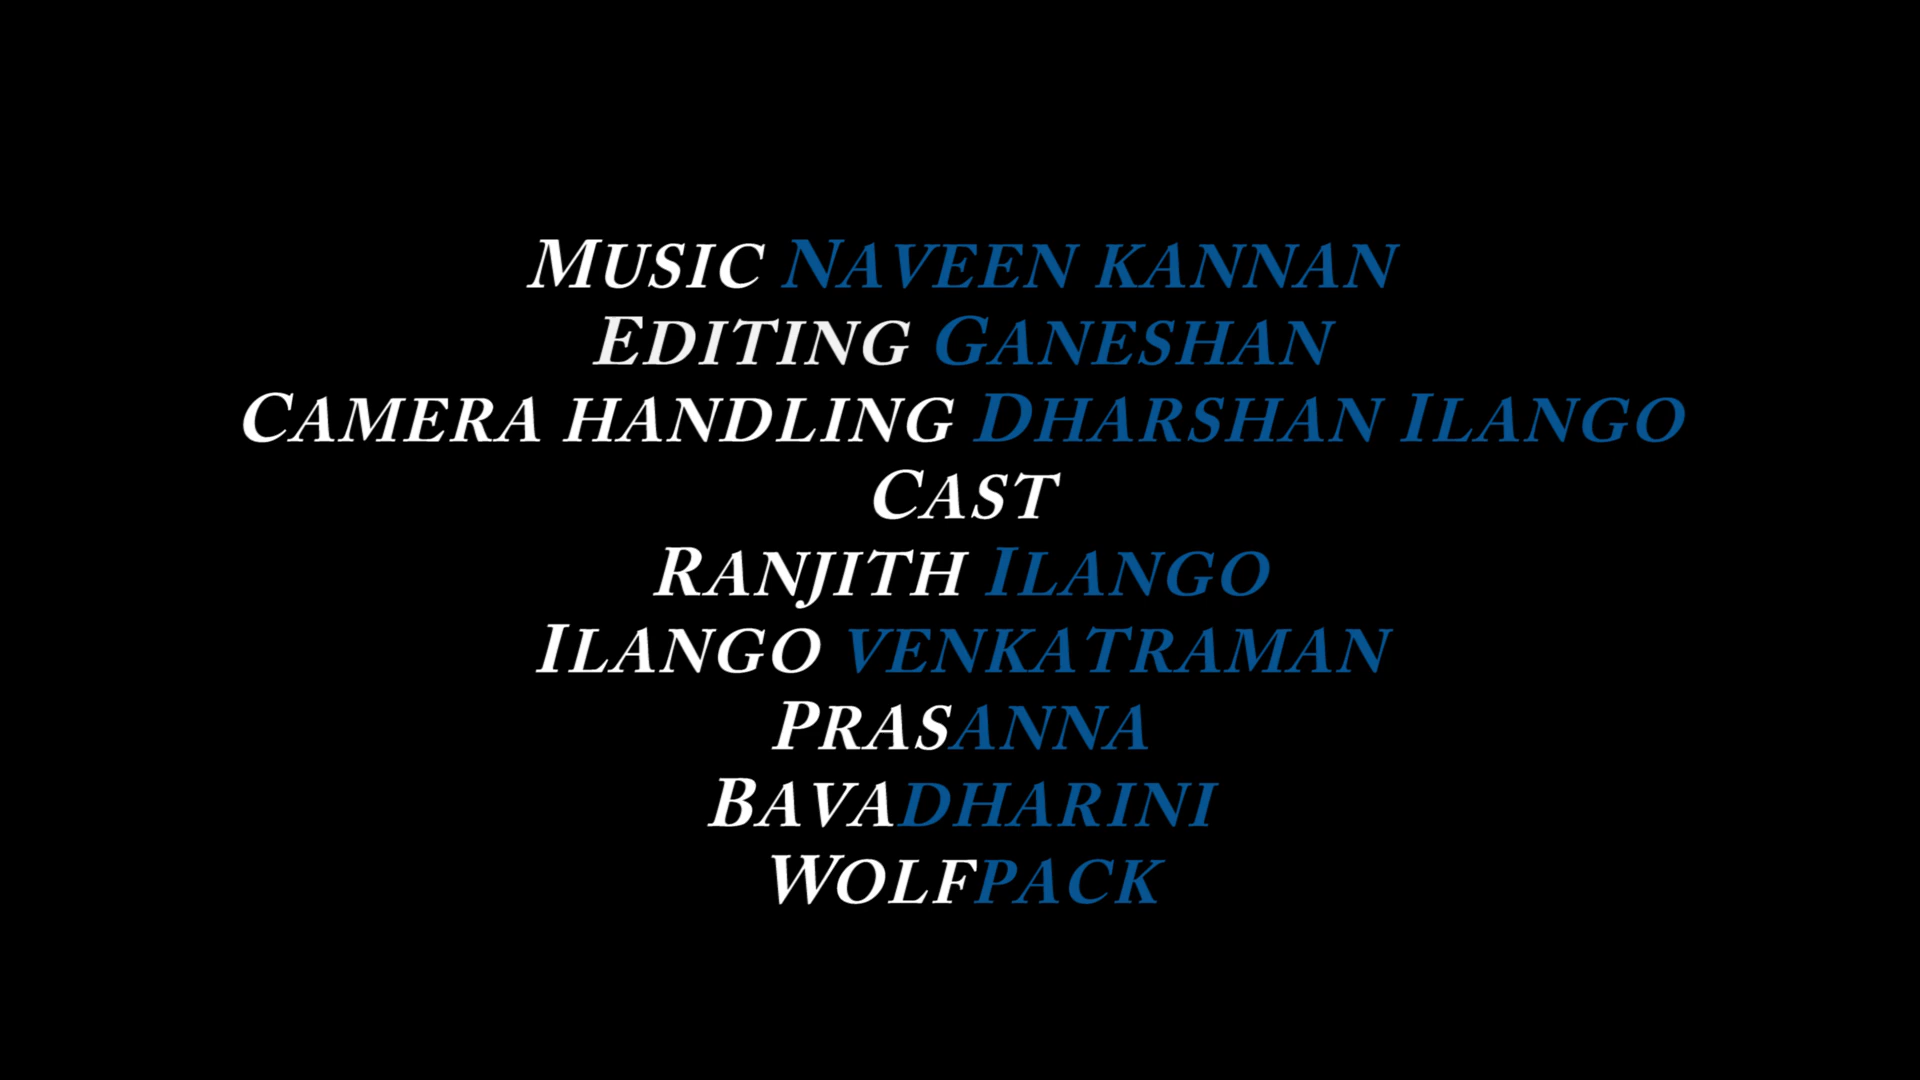 Music Naveen kannan
Editing Ganeshan
Camera handling Dharshan Ilango
Cast
Ranjith Ilango
Ilango venkatraman
Prasanna
Bavadharini
Wolfpack